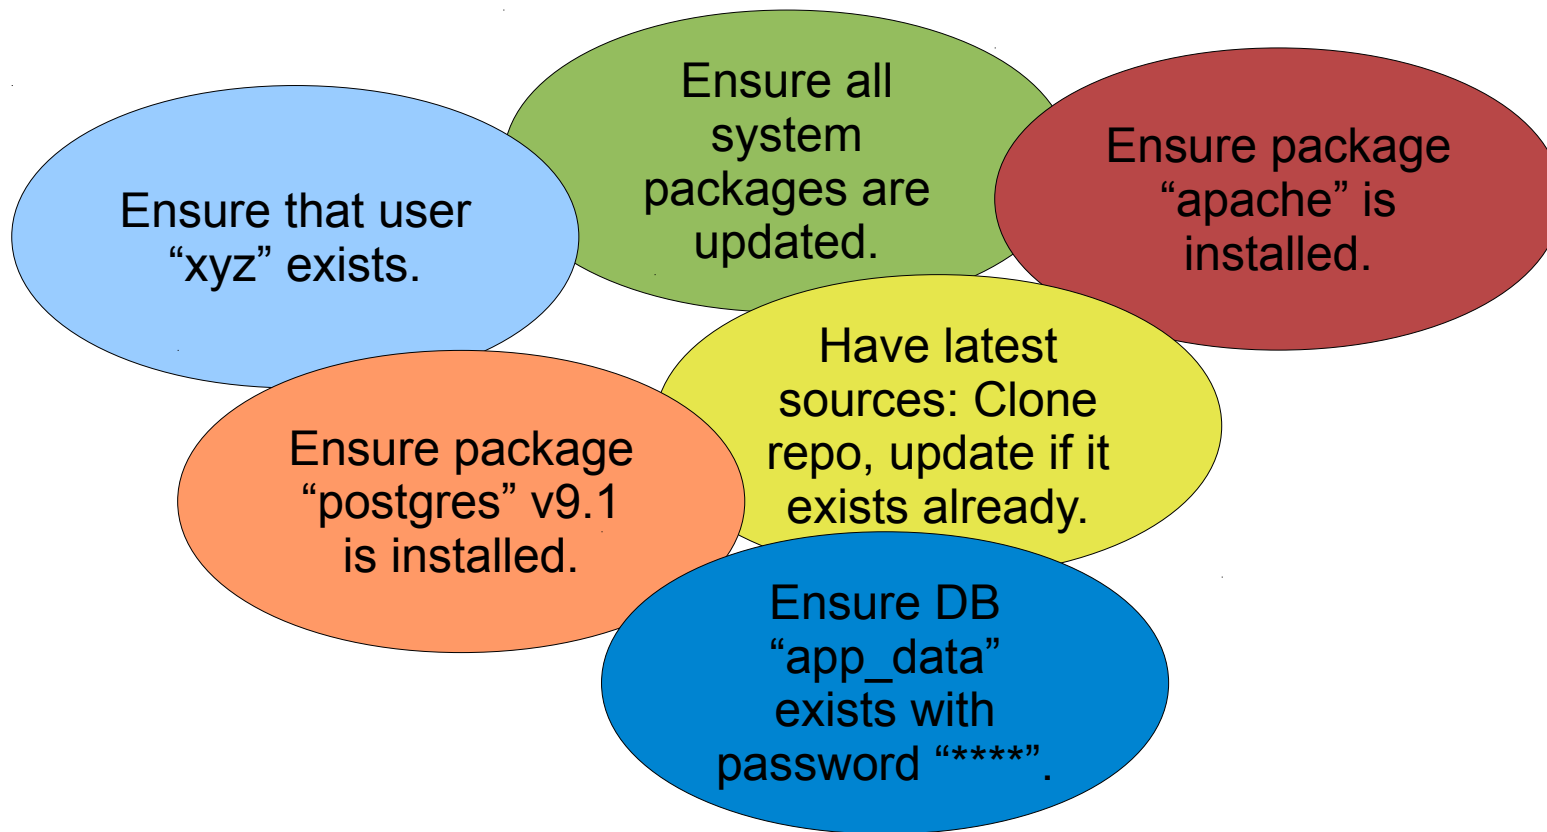 Ensure that user
“xyz” exists.
Ensure all
system
packages are
updated.
Ensure package
“apache” is
installed.
Ensure package
“postgres” v9.1
is installed.
Have latest
sources: Clone
repo, update if it
exists already.
Ensure DB
“app_data”
exists with
password “****”.